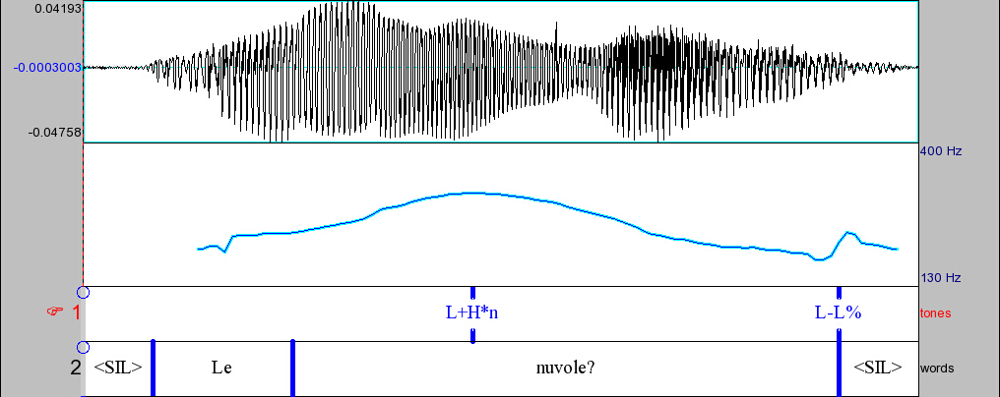 0.04193
-0.0003003
-0.04758
400 Hz
130 Hz
☞ 1 L+H*n L-L% tones
2 <SIL> Le nuvole? <SIL> words